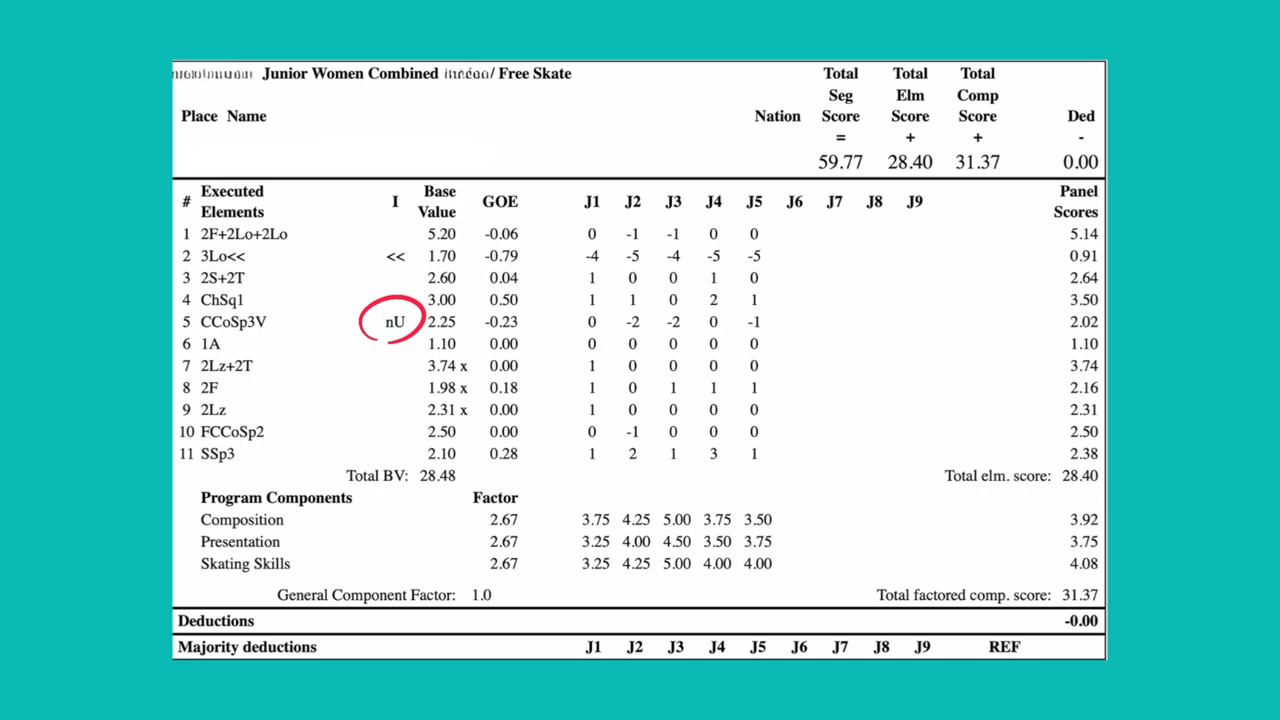 Junior Women Combined / Free Skate
Total Total Total
Seg Elm Comp
Place Name Nation Score Score Score Ded
= + + -
59.77 28.40 31.37 0.00
# Executed Elements I Base Value GOE J1 J2 J3 J4 J5 J6 J7 J8 J9 Panel Scores
1 2F+2Lo+2Lo 5.20 -0.06 0 -1 -1 0 0 5.14
2 3Lo<< << 1.70 -0.79 -4 -5 -4 -5 -5 0.91
3 2S+2T 2.60 0.04 1 0 0 1 0 2.64
4 ChSq1 3.00 0.50 1 1 0 2 1 3.50
5 CCoSp3V nU 2.25 -0.23 0 -2 -2 0 -1 2.02
6 1A 1.10 0.00 0 0 0 0 0 1.10
7 2Lz+2T 3.74 x 0.00 1 0 0 0 0 3.74
8 2F 1.98 x 0.18 1 0 1 1 1 2.16
9 2Lz 2.31 x 0.00 1 0 0 0 0 2.31
10 FCCoSp2 2.50 0.00 0 -1 0 0 0 2.50
11 SSp3 2.10 0.28 1 2 1 3 1 2.38
Total BV: 28.48 Total elm. score: 28.40
Program Components Factor
Composition 2.67 3.75 4.25 5.00 3.75 3.50 3.92
Presentation 2.67 3.25 4.00 4.50 3.50 3.75 3.75
Skating Skills 2.67 3.25 4.25 5.00 4.00 4.00 4.08
General Component Factor: 1.0 Total factored comp. score: 31.37
Deductions -0.00
Majority deductions J1 J2 J3 J4 J5 J6 J7 J8 J9 REF